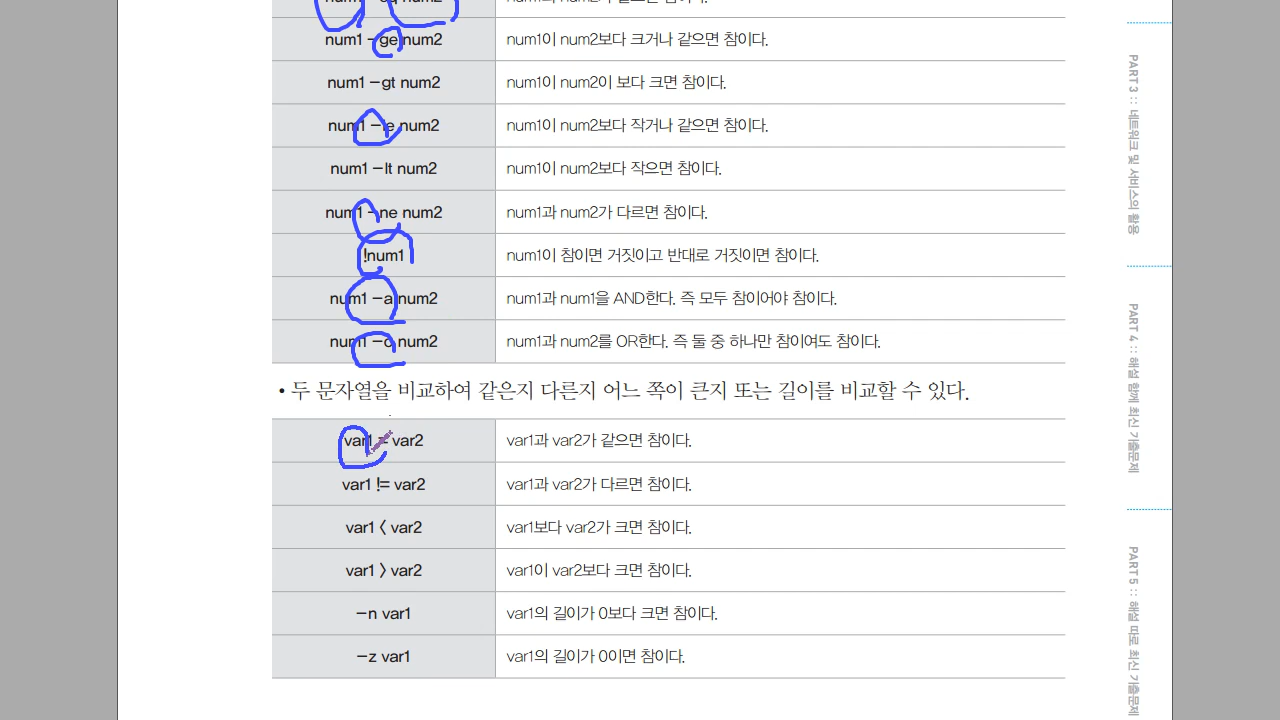 num1 -ge num2 num1이 num2보다 크거나 같으면 참이다.
num1 -gt num2 num1이 num2가 보다 크면 참이다.
num1 -le num2 num1이 num2보다 작거나 같으면 참이다.
num1 -lt num2 num1이 num2보다 작으면 참이다.
num1 -ne num2 num1과 num2가 다르면 참이다.
!num1 num1이 참이면 거짓이고 반대로 거짓이면 참이다.
num1 -a num2 num1과 num1을 AND한다. 즉 모두 참이어야 참이다.
num1 -o num2 num1과 num2를 OR한다. 즉 둘 중 하나만 참이여도 참이다.
• 두 문자열을 비교하여 같은지 다른지 어느 쪽이 큰지 또는 길이를 비교할 수 있다.
var1 = var2 var1과 var2가 같으면 참이다.
var1 != var2 var1과 var2가 다르면 참이다.
var1 < var2 var1보다 var2가 크면 참이다.
var1 > var2 var1이 var2보다 크면 참이다.
-n var1 var1의 길이가 0보다 크면 참이다.
-z var1 var1의 길이가 0이면 참이다.
PART 3 :: 네트워크 및 서비스의 활용
PART 4 :: 해설 함께 최신 기출문제
PART 5 :: 해설 따로 최신 기출문제